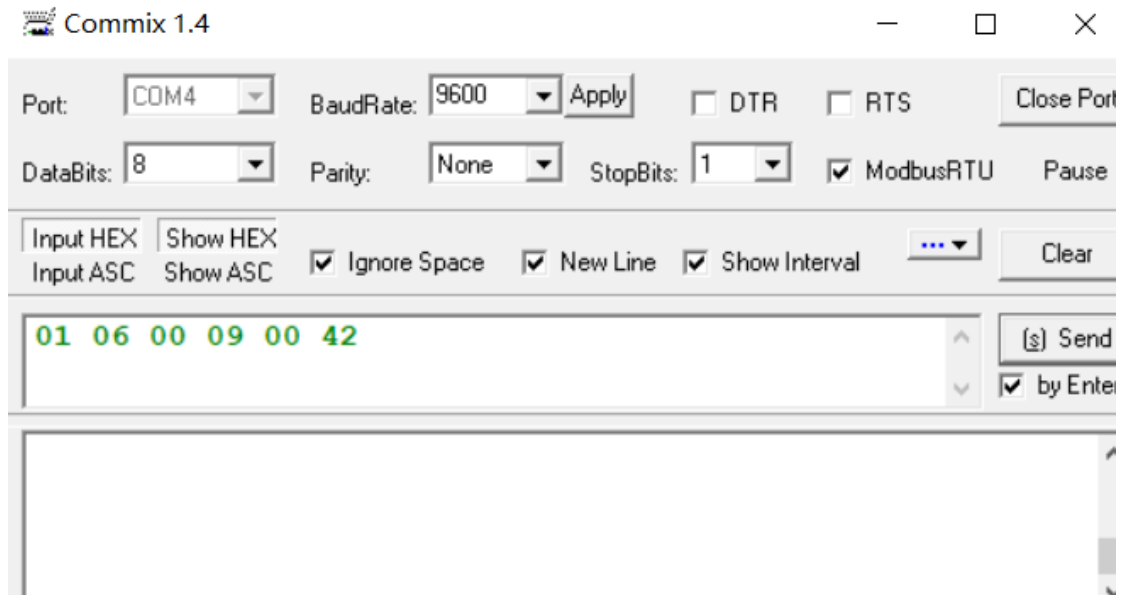 Commix 1.4
Port: COM4 BaudRate: 9600 Apply DTR RTS Close Port
DataBits: 8 Parity: None StopBits: 1 ModbusRTU Pause
Input HEX Show HEX
Input ASC Show ASC
Ignore Space New Line Show Interval ... Clear
01 06 00 09 00 42
(s) Send
by Enter